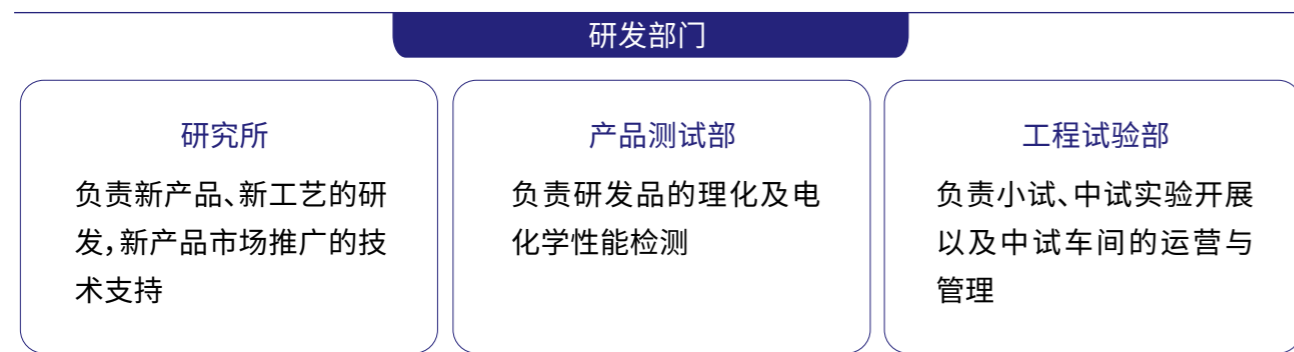 研发部门
研究所
负责新产品、新工艺的研
发，新产品市场推广的技
术支持
产品测试部
负责研发品的理化及电
化学性能检测
工程试验部
负责小试、中试实验开展
以及中试车间的运营与
管理